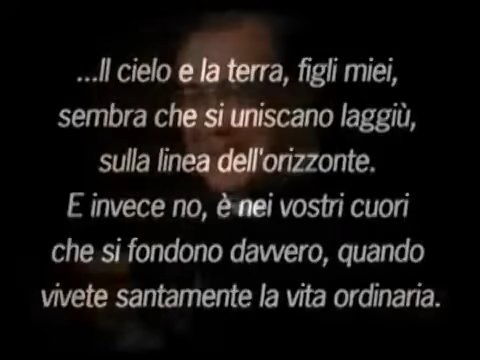 ...Il cielo e la terra, figli miei,
sembra che si uniscano laggiù,
sulla linea dell'orizzonte.
E invece no, è nei vostri cuori
che si fondono davvero, quando
vivete santamente la vita ordinaria.